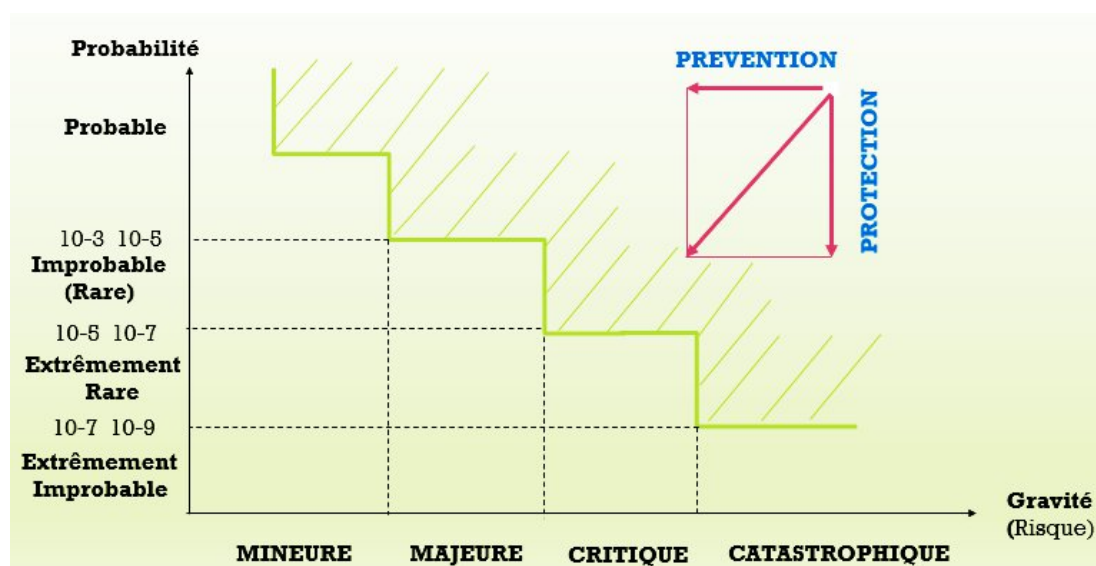 Probabilité
PREVENTION
PROTECTION
Probable
10-3 10-5
Improbable
(Rare)
10-5 10-7
Extrêmement
Rare
10-7 10-9
Extrêmement
Improbable
Gravité
(Risque)
MINEURE MAJEURE CRITIQUE CATASTROPHIQUE